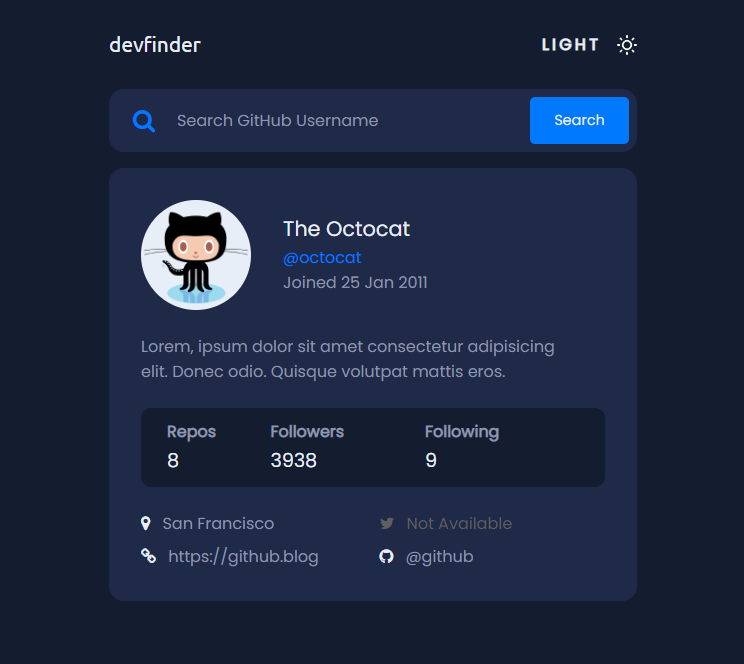 devfinder
LIGHT
Search GitHub Username
Search
The Octocat
@octocat
Joined 25 Jan 2011
Lorem, ipsum dolor sit amet consectetur adipisicing
elit. Donec odio. Quisque volutpat mattis eros.
Repos Followers Following
8 3938 9
San Francisco Not Available
https://github.blog @github